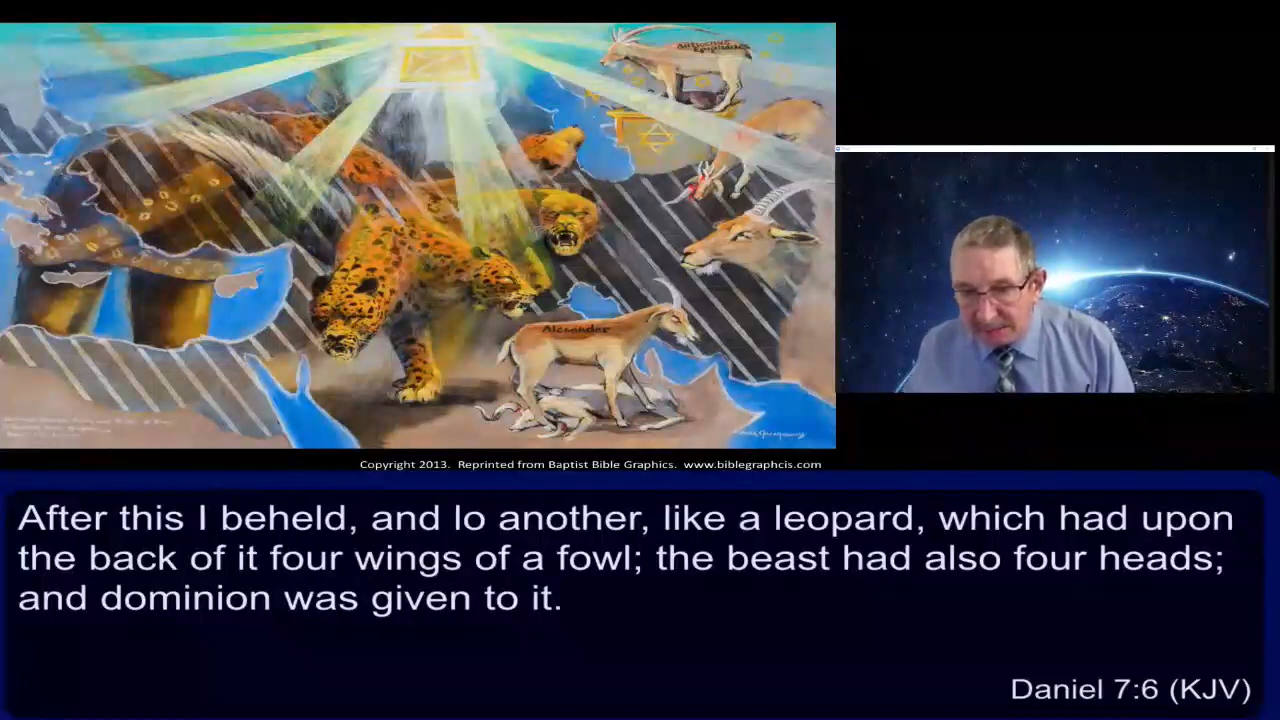 Antiochus
Epiphanes
Alexander
Copyright 2013.  Reprinted from Baptist Bible Graphics.  www.biblegraphcis.com
After this I beheld, and lo another, like a leopard, which had upon
the back of it four wings of a fowl; the beast had also four heads;
and dominion was given to it.
Daniel 7:6 (KJV)